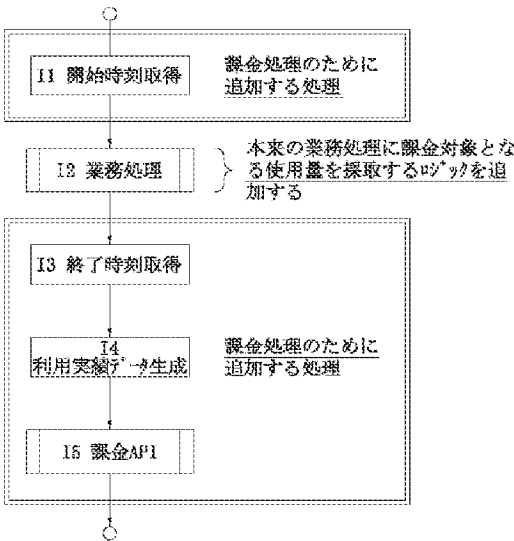 I1 開始時刻取得
課金処理のために
追加する処理
I2 業務処理
本来の業務処理に課金対象とな
る使用量を採取するﾛｼﾞｯｸを追
加する
I3 終了時刻取得
I4
利用実績ﾃﾞｰﾀ生成
課金処理のために
追加する処理
I5 課金API